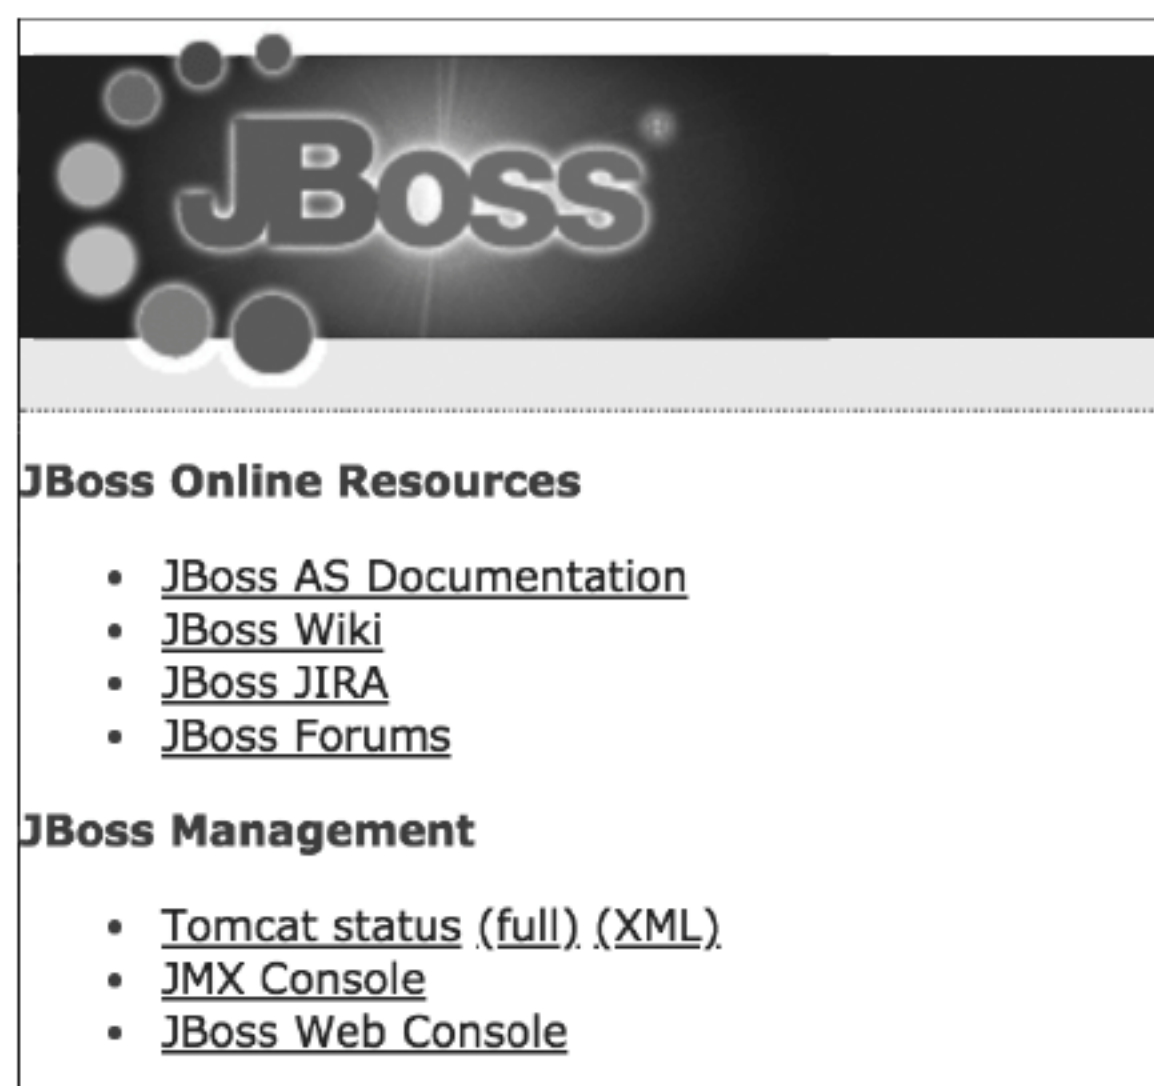 JBoss®
JBoss Online Resources
JBoss AS Documentation
JBoss Wiki
JBoss JIRA
JBoss Forums
JBoss Management
Tomcat status (full) (XML)
JMX Console
JBoss Web Console